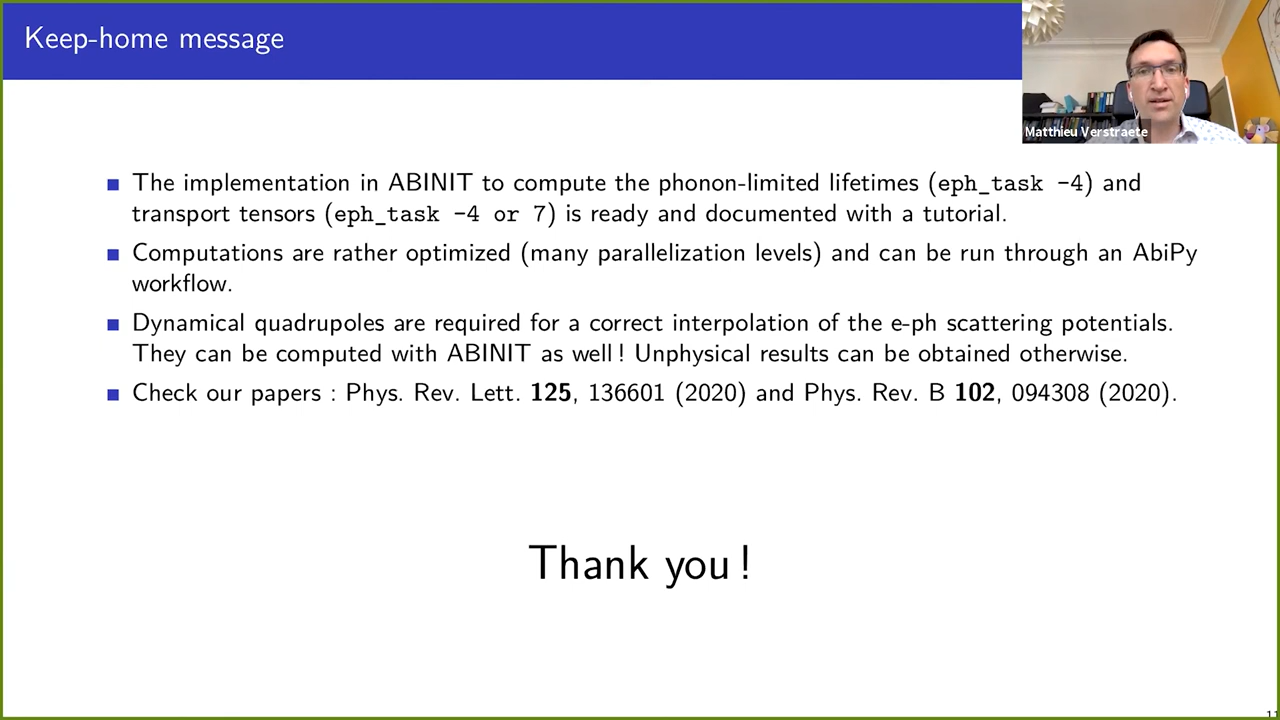 Keep-home message
Matthieu Verstraete
■ The implementation in ABINIT to compute the phonon-limited lifetimes (eph_task -4) and
transport tensors (eph_task -4 or 7) is ready and documented with a tutorial.
■ Computations are rather optimized (many parallelization levels) and can be run through an AbiPy
workflow.
■ Dynamical quadrupoles are required for a correct interpolation of the e-ph scattering potentials.
They can be computed with ABINIT as well ! Unphysical results can be obtained otherwise.
■ Check our papers : Phys. Rev. Lett. 125, 136601 (2020) and Phys. Rev. B 102, 094308 (2020).
Thank you !
11